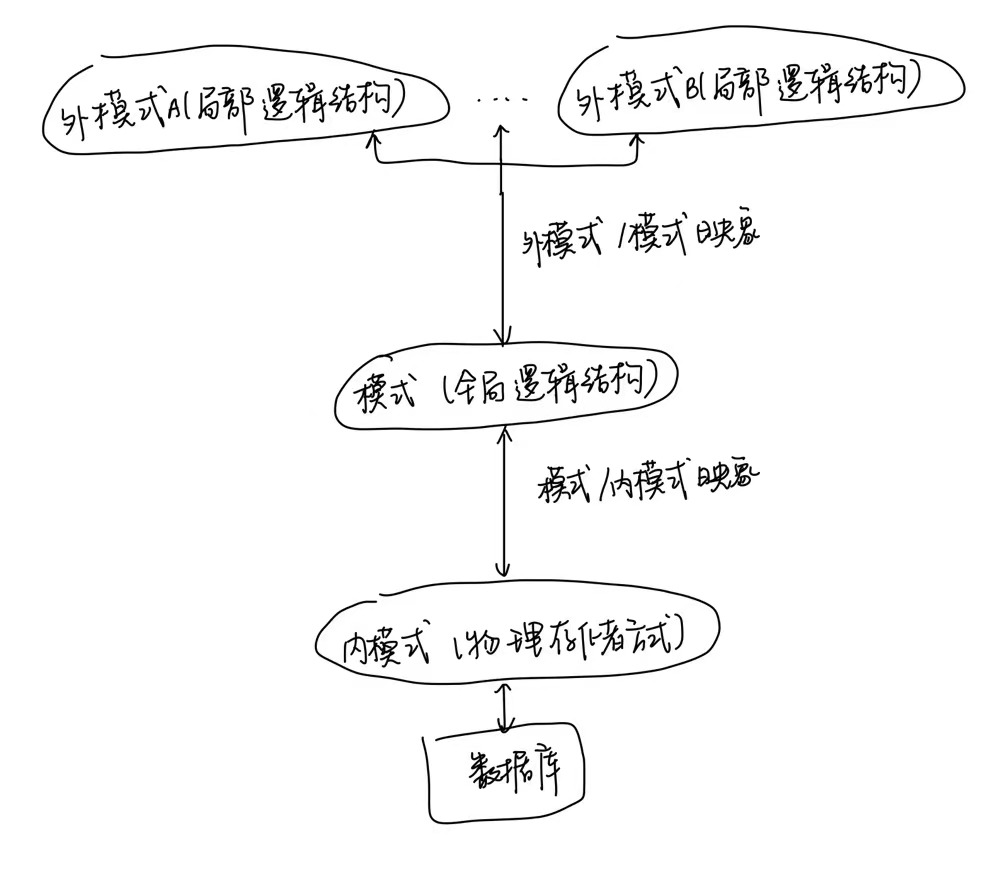 外模式A(局部逻辑结构)
....
外模式B(局部逻辑结构)
外模式/模式映象
模式(全局逻辑结构)
模式/内模式映象
内模式(物理存储方式)
数据库